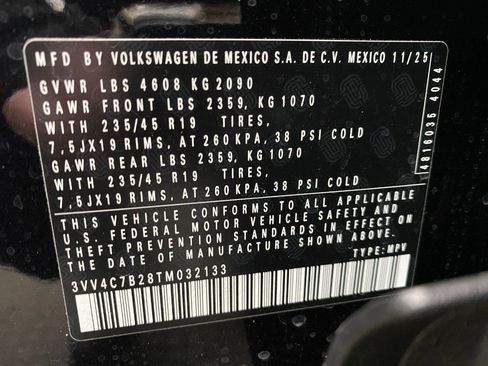 MFD BY VOLKSWAGEN DE MEXICO S.A. DE C.V. MEXICO 11/25
GVWR LBS 4608 KG 2090
GAWR FRONT LBS 2359, KG 1070
WITH 235/45 R19 TIRES,
7,5JX19 RIMS, AT 260 KPA, 38 PSI COLD
GAWR REAR LBS 2359, KG 1070
WITH 235/45 R19 TIRES,
7,5JX19 RIMS, AT 260 KPA, 38 PSI COLD
THIS VEHICLE CONFORMS TO ALL APPLICABLE
U.S. FEDERAL MOTOR VEHICLE SAFETY AND
THEFT PREVENTION STANDARDS IN EFFECT ON
THE DATE OF MANUFACTURE SHOWN ABOVE.
3VV4C7B28TM032133
TYPE: MPV
4816035 4044